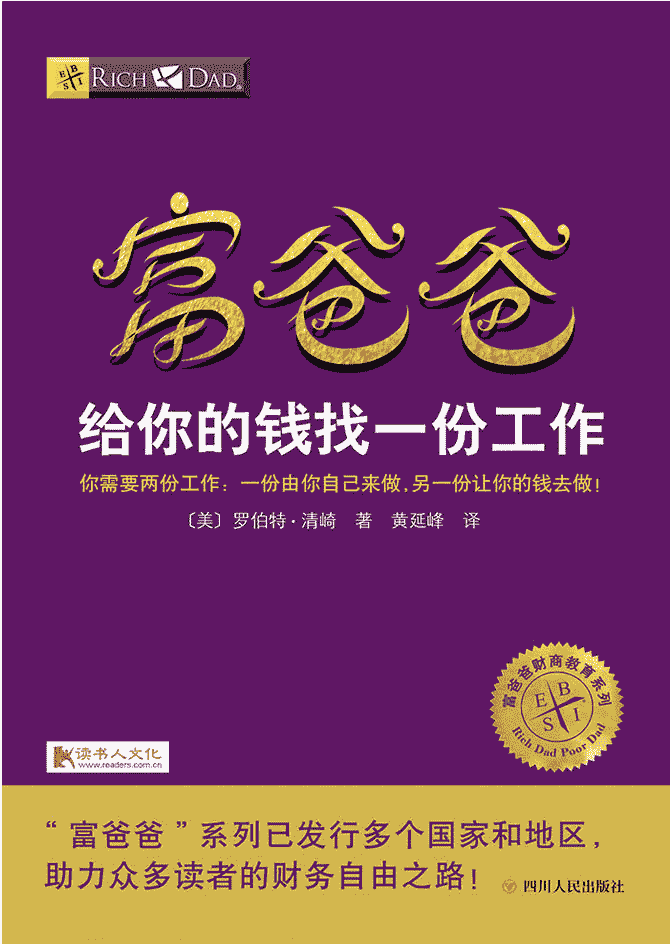 E B S I RICH DAD
富爸爸
给你的钱找一份工作
你需要两份工作：一份由你自己来做，另一份让你的钱去做！
〔美〕罗伯特·清崎 著 黄延峰 译
富爸爸财商教育系列
E B S I
Rich Dad Poor Dad
读书人文化
www.readers.com.cn
“富爸爸”系列已发行多个国家和地区，
助力众多读者的财务自由之路！
四川人民出版社